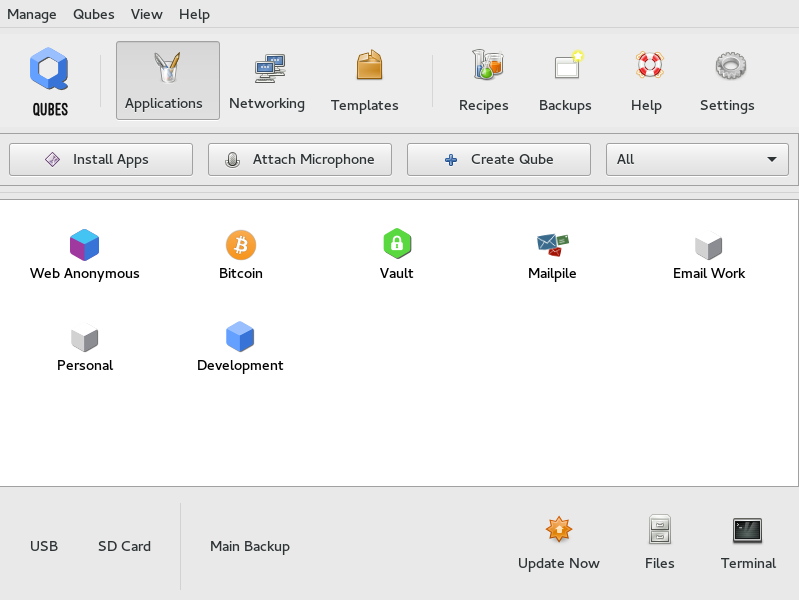 Manage Qubes View Help
QUBES
Applications Networking Templates Recipes Backups Help Settings
Install Apps Attach Microphone Create Qube All
Web Anonymous Bitcoin Vault Mailpile Email Work
Personal Development
USB SD Card Main Backup Update Now Files Terminal